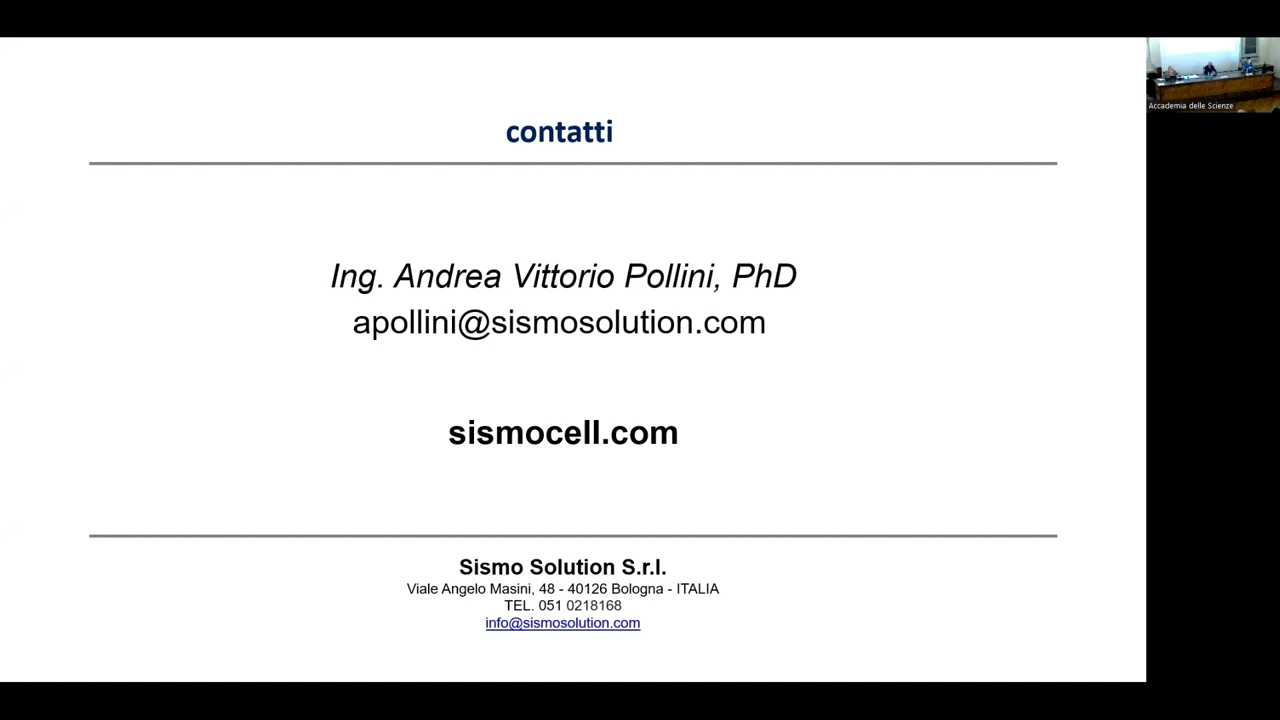 contatti
Ing. Andrea Vittorio Pollini, PhD
apollini@sismosolution.com
sismocell.com
Sismo Solution S.r.l.
Viale Angelo Masini, 48 - 40126 Bologna - ITALIA
TEL. 051 0218168
info@sismosolution.com
Accademia delle Scienze